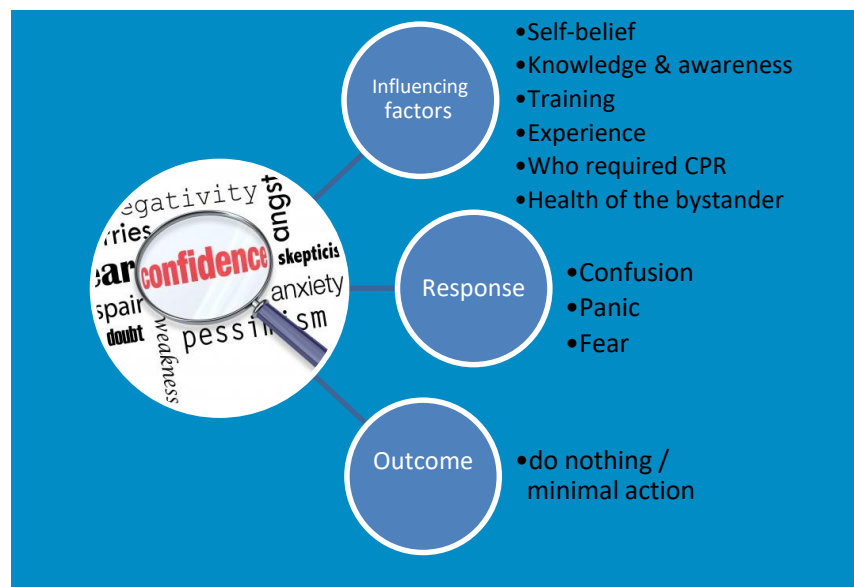 Influencing
factors
•Self-belief
•Knowledge & awareness
•Training
•Experience
•Who required CPR
•Health of the bystander
egativity
angst
rries
ear
confidence
skepticis
anxiety
spair
doubt
pessimism
weakness
Response
•Confusion
•Panic
•Fear
Outcome
•do nothing /
minimal action